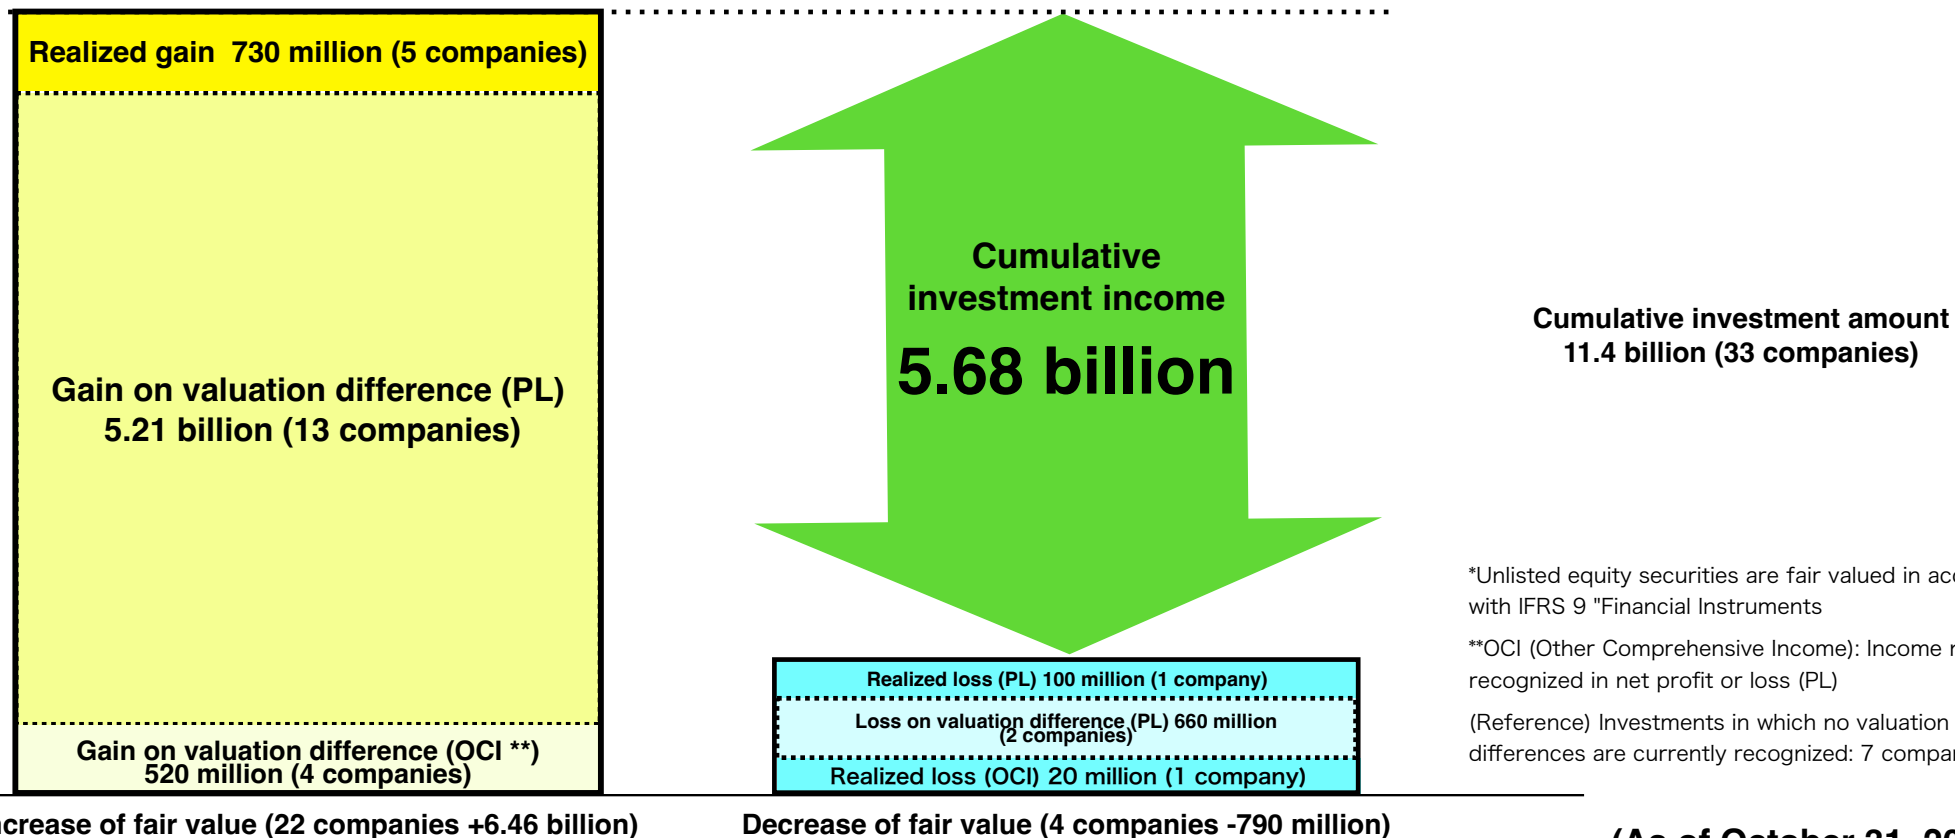 Realized gain 730 million (5 companies)
Gain on valuation difference (PL)
5.21 billion (13 companies)
Gain on valuation difference (OCI **)
520 million (4 companies)
Cumulative
investment income
5.68 billion
Realized loss (PL) 100 million (1 company)
Loss on valuation difference (PL) 660 million
(2 companies)
Realized loss (OCI) 20 million (1 company)
Cumulative investment amount
11.4 billion (33 companies)
*Unlisted equity securities are fair valued in
with IFRS 9 "Financial Instruments
**OCI (Other Comprehensive Income): Income
recognized in net profit or loss (PL)
(Reference) Investments in which no valuation
differences are currently recognized: 7
of fair value (22 companies +6.46 billion)
Decrease of fair value (4 companies -790 million)
(As of October 31,